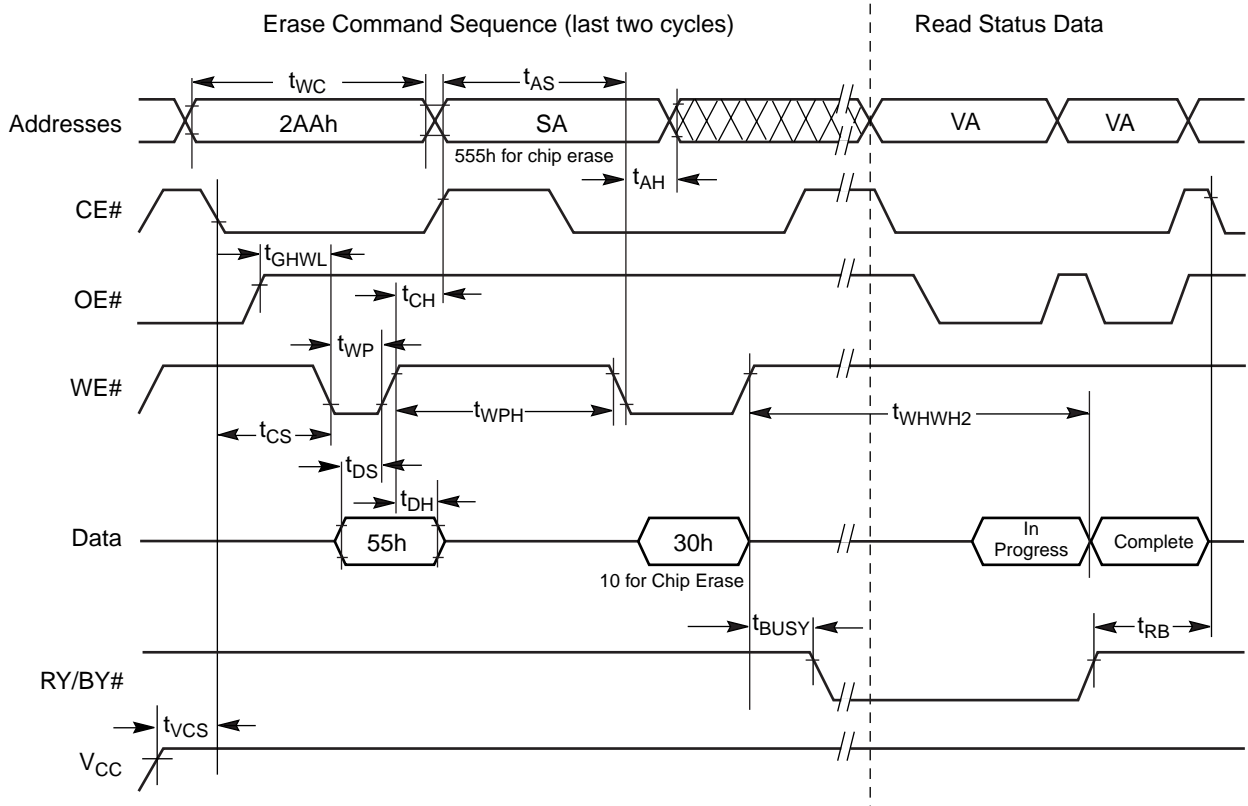 Erase Command Sequence (last two cycles)
Read Status Data
tWC
tAS
Addresses
2AAh
SA
VA
VA
555h for chip erase
tAH
CE#
tGHWL
OE#
tCH
tWP
WE#
tWPH
tWHWH2
tCS
tDS
tDH
Data
55h
30h
In
Progress
Complete
10 for Chip Erase
tBUSY
tRB
RY/BY#
tVCS
VCC